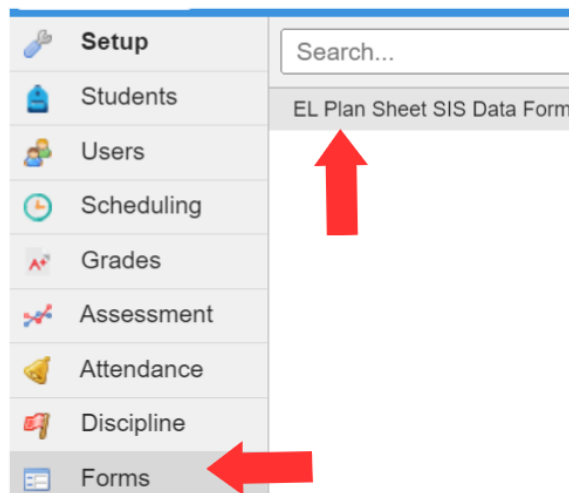 Setup
Students
Users
Scheduling
Grades
Assessment
Attendance
Discipline
Forms
Search...
EL Plan Sheet SIS Data Form